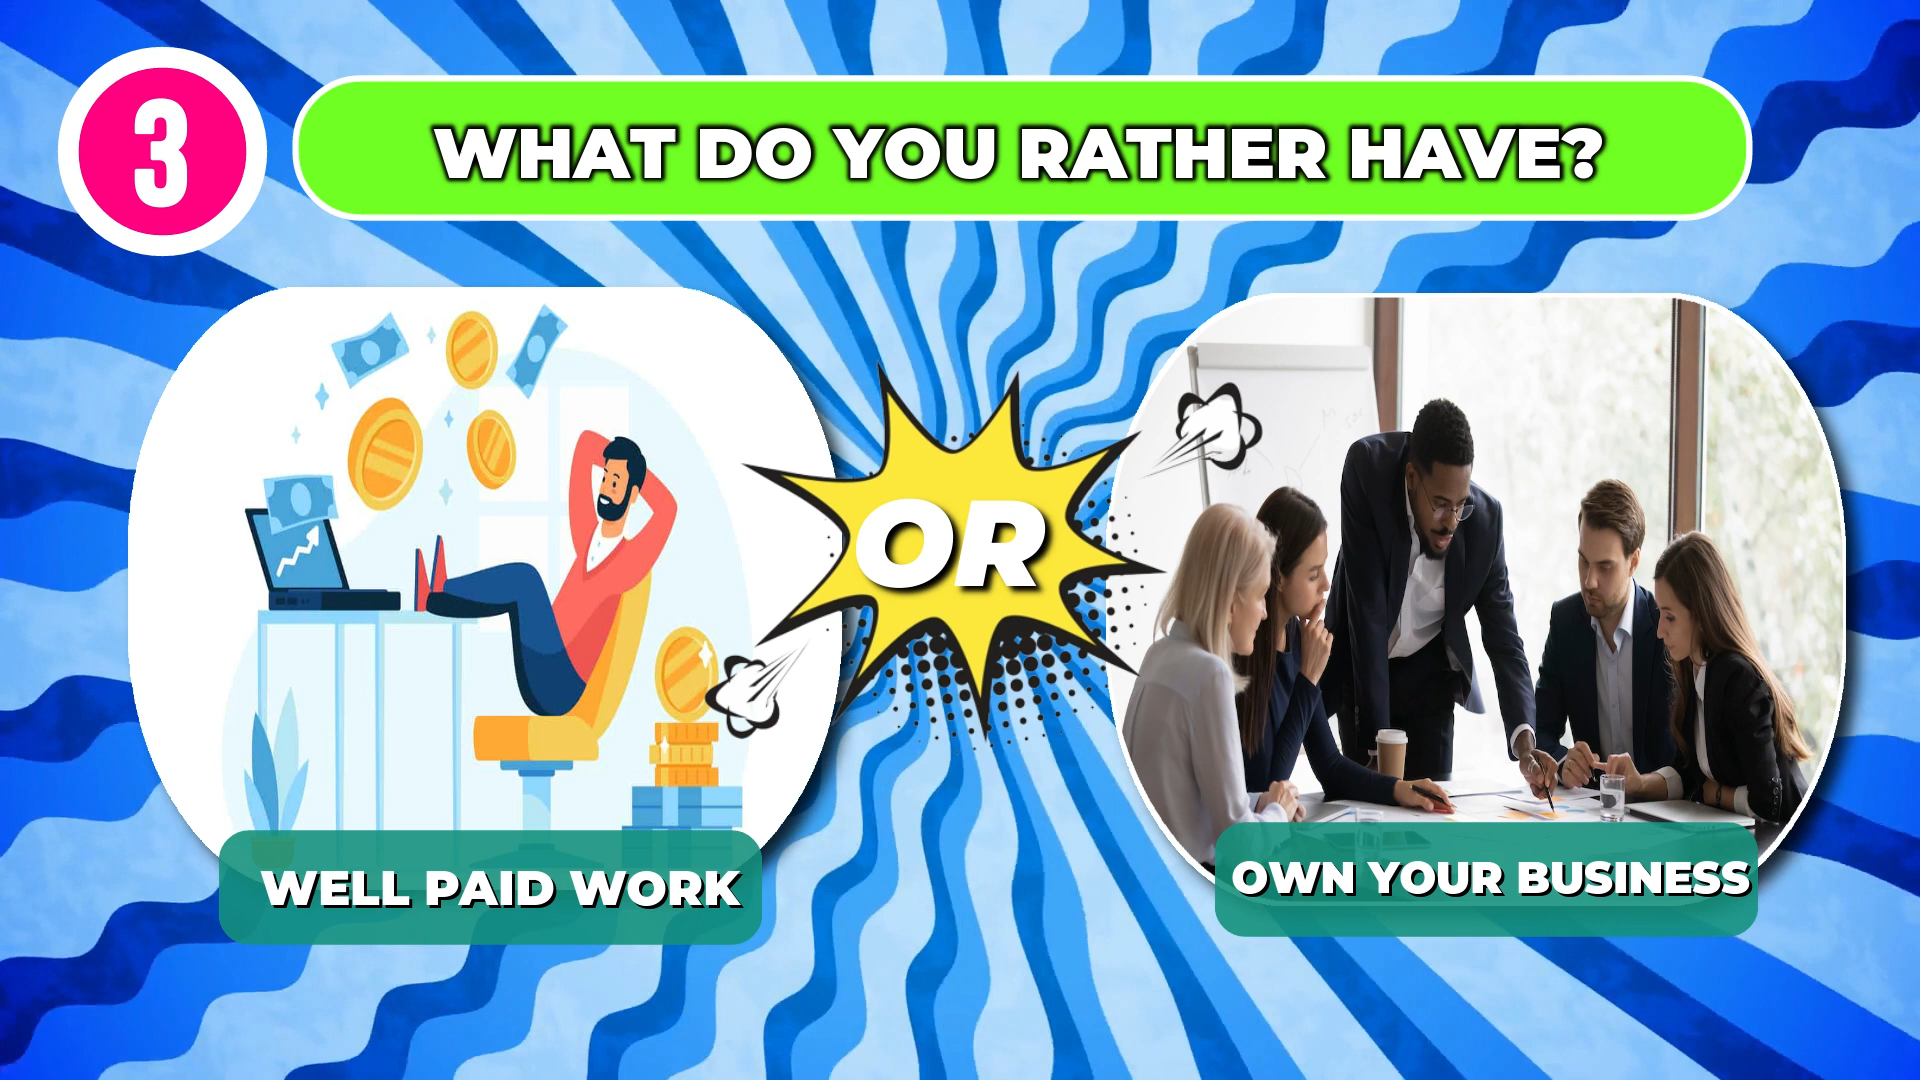 3
WHAT DO YOU RATHER HAVE?
OR
WELL PAID WORK
OWN YOUR BUSINESS